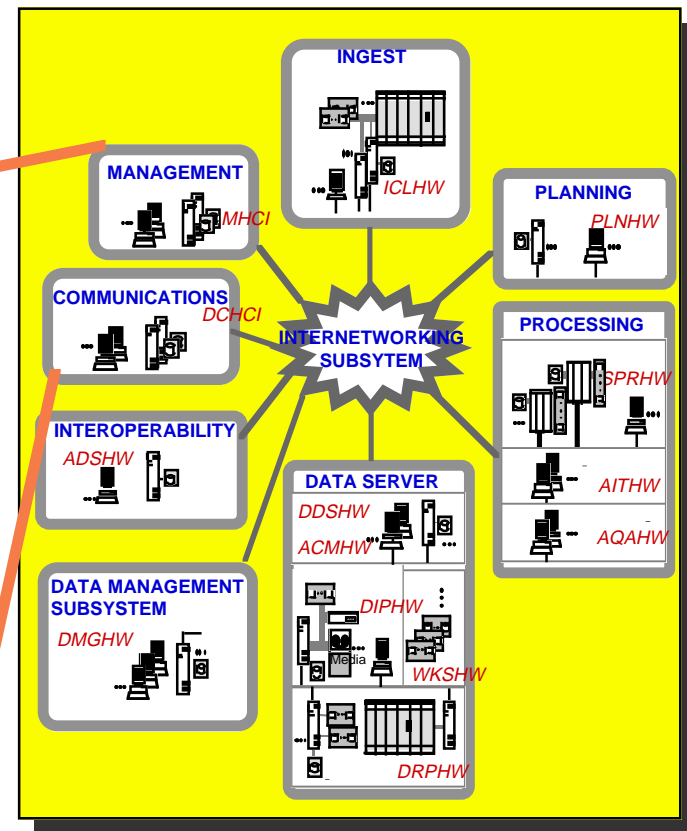 INGEST
ICLHW
MANAGEMENT
MHCI
PLANNING
PLNHW
COMMUNICATIONS
DCHCI
INTERNETWORKING
SUBSYTEM
PROCESSING
SPRHW
AITHW
AQAHW
INTEROPERABILITY
ADSHW
DATA SERVER
DDSHW
ACMHW
DIPHW
Media
WKSHW
DRPHW
DATA MANAGEMENT
SUBSYSTEM
DMGHW